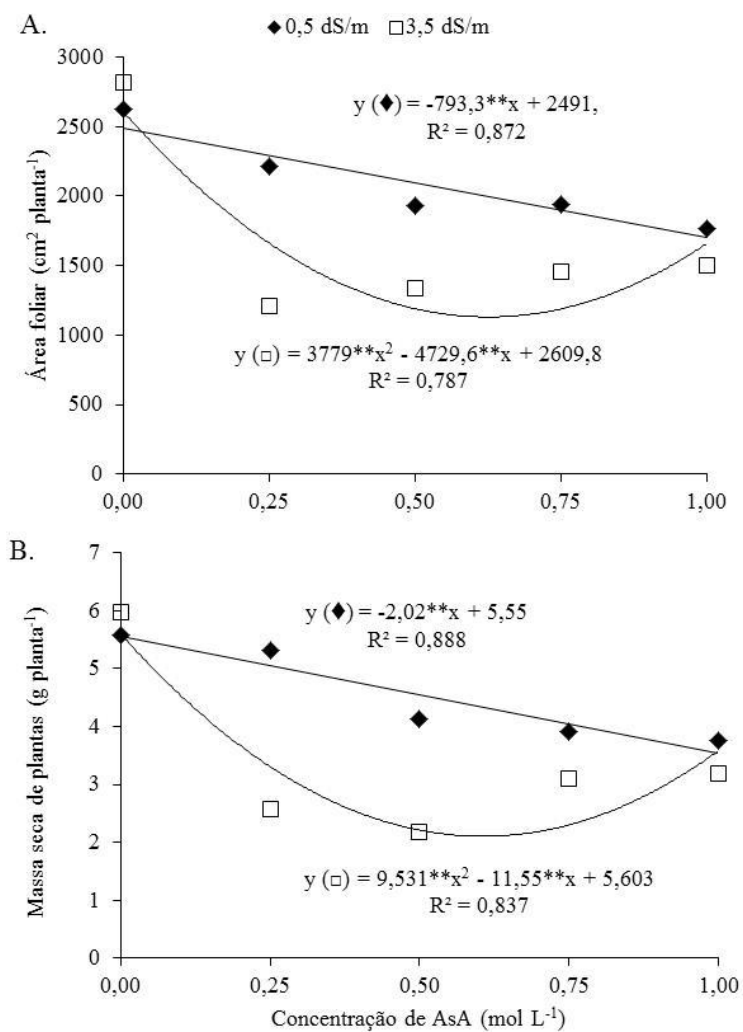 A.
◆0,5 dS/m □3,5 dS/m
3000
2500
2000
1500
1000
500
0
Área foliar (cm² planta⁻¹)
y (◆) = -793,3**x + 2491,
R² = 0,872
y (□) = 3779**x² - 4729,6**x + 2609,8
R² = 0,787
0,00 0,25 0,50 0,75 1,00
B.
7
6
5
4
3
2
1
0
Massa seca de plantas (g planta⁻¹)
y (◆) = -2,02**x + 5,55
R² = 0,888
y (□) = 9,531**x² - 11,55**x + 5,603
R² = 0,837
0,00 0,25 0,50 0,75 1,00
Concentração de AsA (mol L⁻¹)